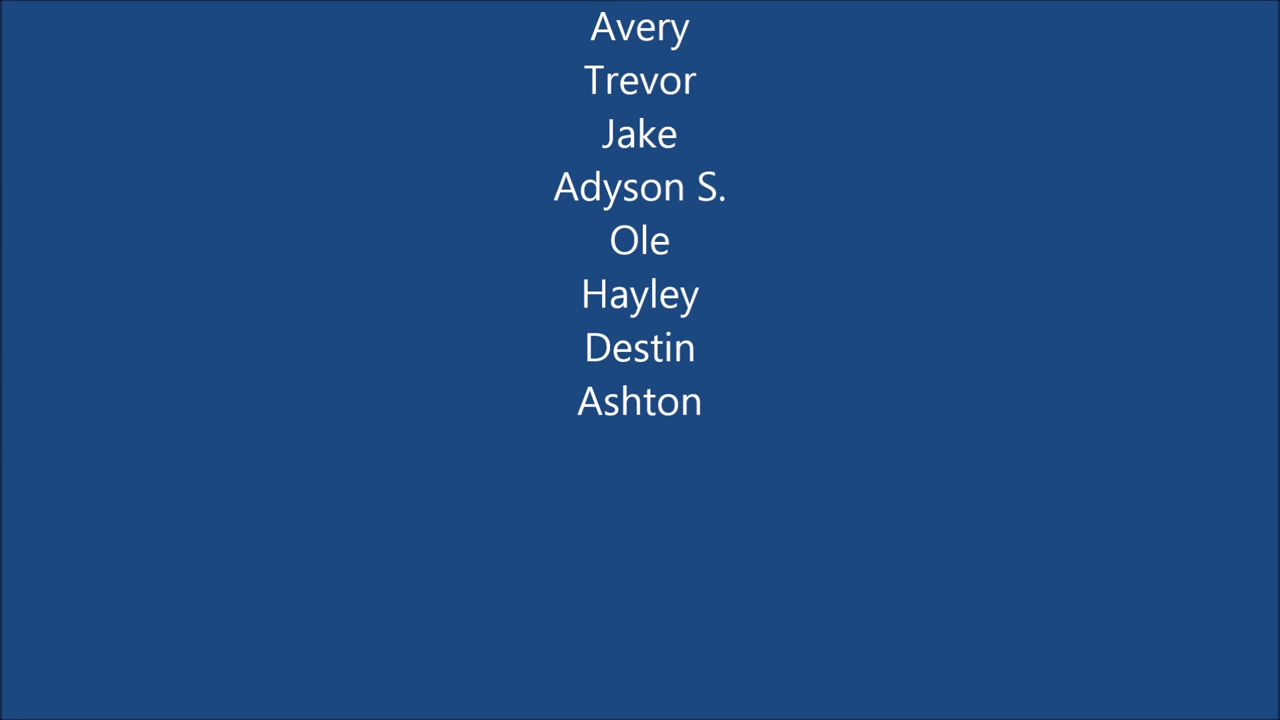 Avery
Trevor
Jake
Adyson S.
Ole
Hayley
Destin
Ashton